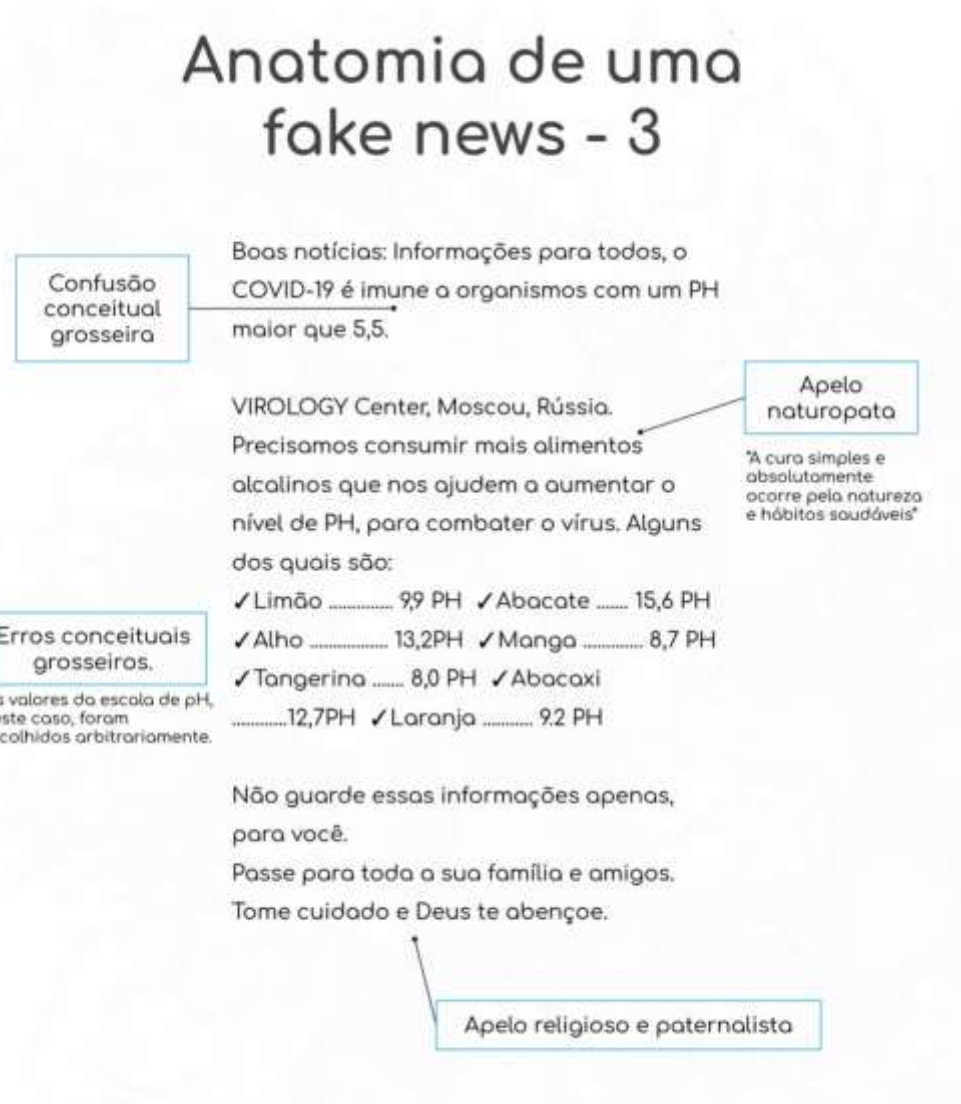 Anatomia de uma
fake news - 3
Boas notícias: Informações para todos, o
COVID-19 é imune a organismos com um PH
maior que 5,5.
Confusão
conceitual
grosseira
VIROLOGY Center, Moscou, Rússia.
Precisamos consumir mais alimentos
alcalinos que nos ajudem a aumentar o
nível de PH, para combater o vírus. Alguns
dos quais são:
Apelo
naturopata
"A cura simples e
absolutamente
ocorre pela natureza
e hábitos saudáveis"
✓Limão .............. 9,9 PH ✓Abacate ....... 15,6 PH
✓Alho ................. 13,2PH ✓Manga ............. 8,7 PH
✓Tangerina ....... 8,0 PH ✓Abacaxi
............12,7PH ✓Laranja ........... 9.2 PH
Erros conceituais
grosseiros.
s valores da escala de pH,
este caso, foram
colhidos arbitrariamente.
Não guarde essas informações apenas,
para você.
Passe para toda a sua família e amigos.
Tome cuidado e Deus te abençoe.
Apelo religioso e paternalista